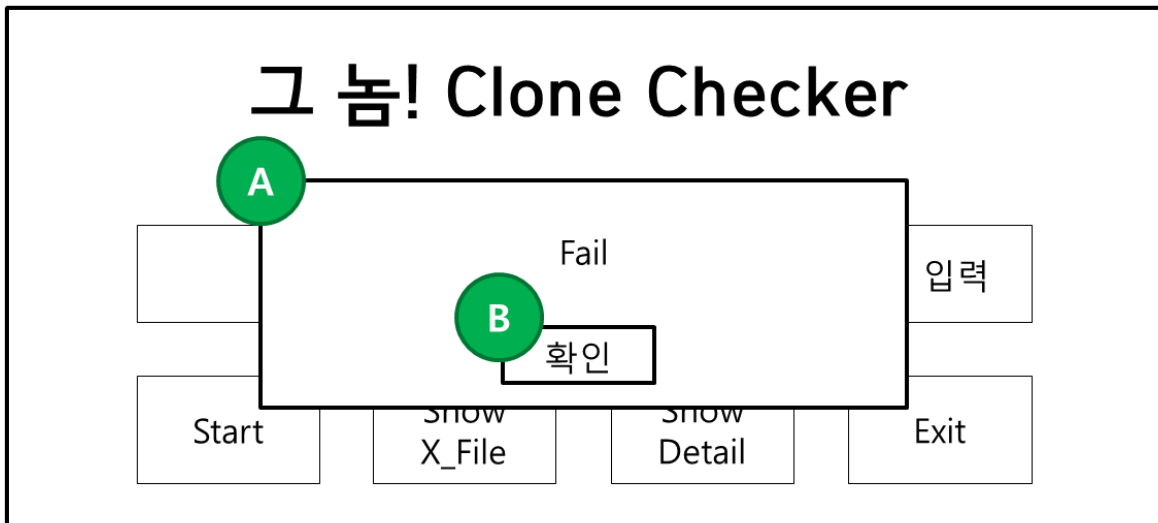 그 놈! Clone Checker
A
Fail
입력
B
확인
Start
Show
X_File
Show
Detail
Exit